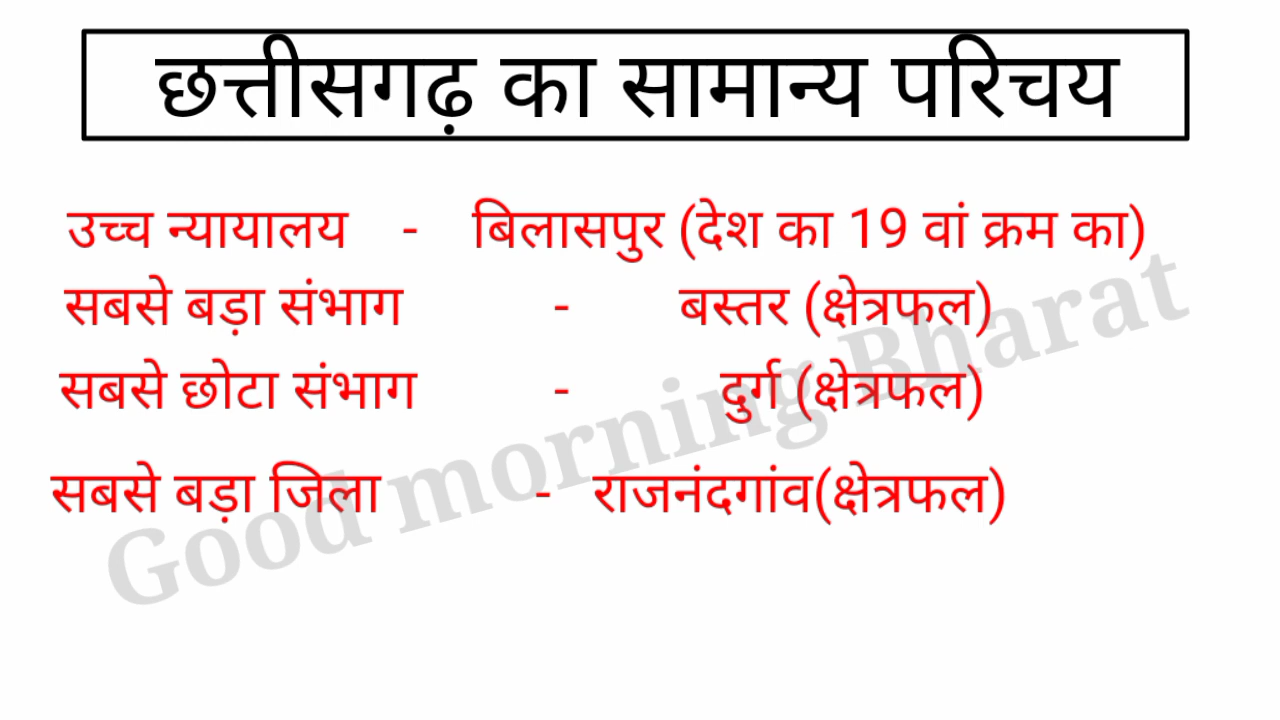 छत्तीसगढ़ का सामान्य परिचय
उच्च न्यायालय - बिलासपुर (देश का 19 वां क्रम का)
सबसे बड़ा संभाग - बस्तर (क्षेत्रफल)
सबसे छोटा संभाग - दुर्ग (क्षेत्रफल)
सबसे बड़ा जिला - राजनंदगांव(क्षेत्रफल)
Good morning Bharat